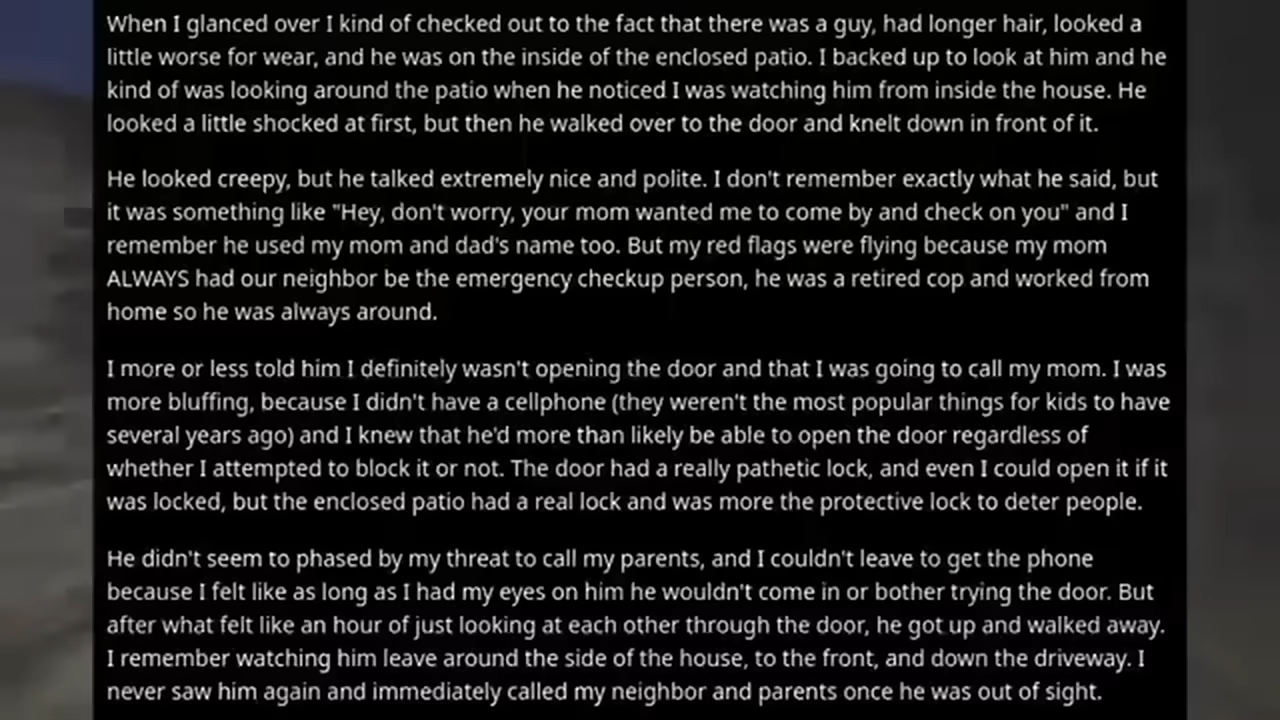 When I glanced over I kind of checked out to the fact that there was a guy, had longer hair, looked a
little worse for wear, and he was on the inside of the enclosed patio. I backed up to look at him and he
kind of was looking around the patio when he noticed I was watching him from inside the house. He
looked a little shocked at first, but then he walked over to the door and knelt down in front of it.
He looked creepy, but he talked extremely nice and polite. I don't remember exactly what he said, but
it was something like "Hey, don't worry, your mom wanted me to come by and check on you" and I
remember he used my mom and dad's name too. But my red flags were flying because my mom
ALWAYS had our neighbor be the emergency checkup person, he was a retired cop and worked from
home so he was always around.
I more or less told him I definitely wasn't opening the door and that I was going to call my mom. I was
more bluffing, because I didn't have a cellphone (they weren't the most popular things for kids to have
several years ago) and I knew that he'd more than likely be able to open the door regardless of
whether I attempted to block it or not. The door had a really pathetic lock, and even I could open it if it
was locked, but the enclosed patio had a real lock and was more the protective lock to deter people.
He didn't seem to phased by my threat to call my parents, and I couldn't leave to get the phone
because I felt like as long as I had my eyes on him he wouldn't come in or bother trying the door. But
after what felt like an hour of just looking at each other through the door, he got up and walked away.
I remember watching him leave around the side of the house, to the front, and down the driveway. I
never saw him again and immediately called my neighbor and parents once he was out of sight.